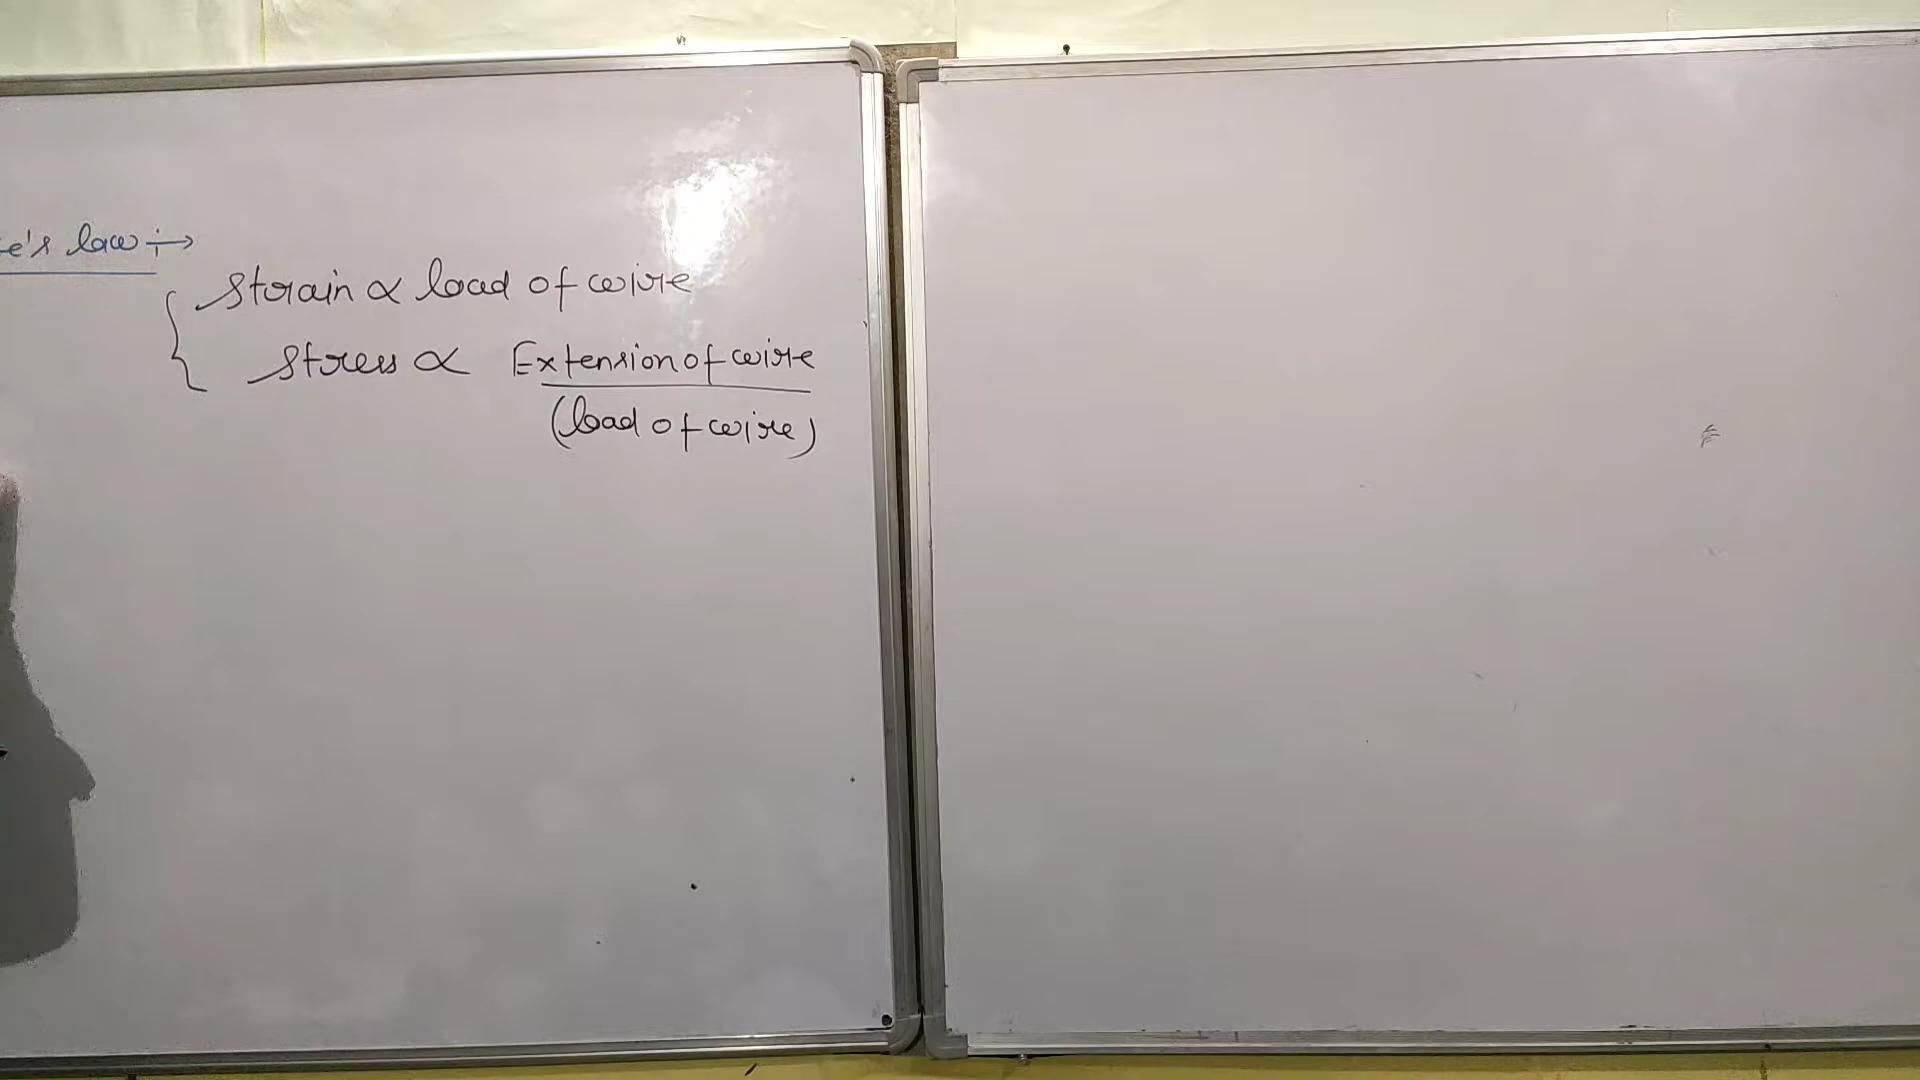 e's law ÷→
Strain ∝ load of wire
Stress ∝ Extension of wire
(load of wire)